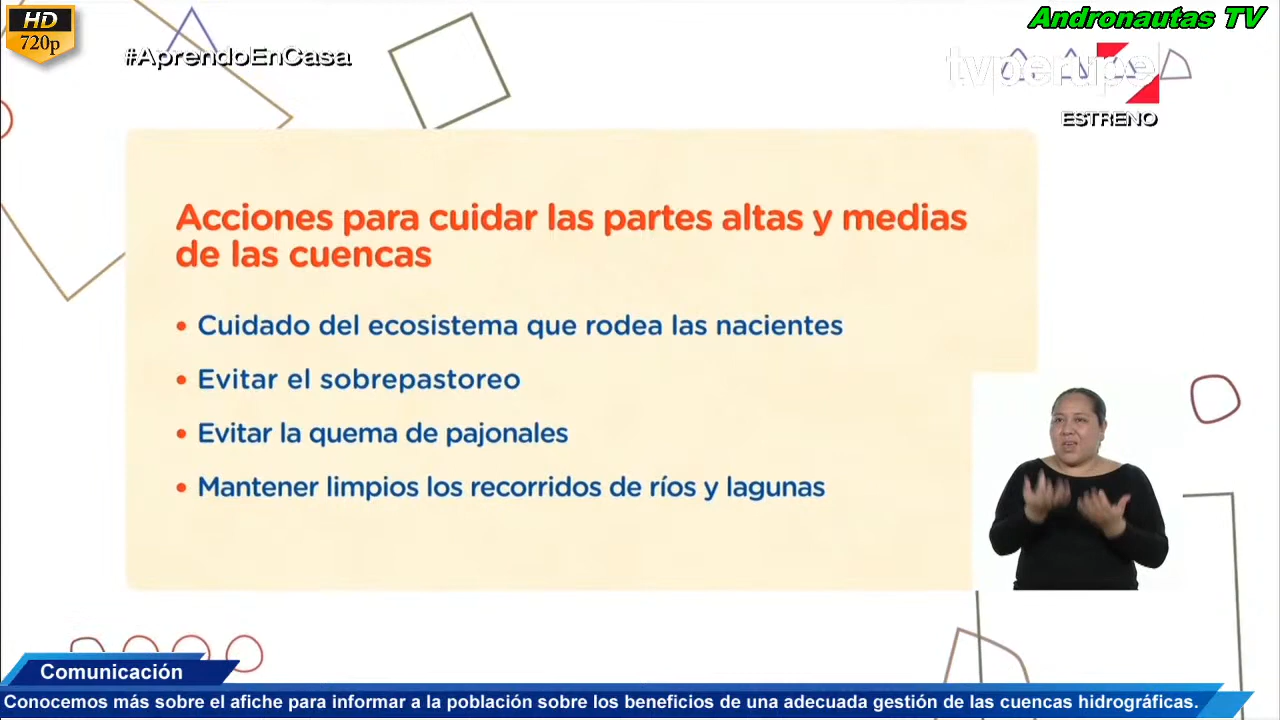 HD
720p
#AprendoEnCasa
Andronautas TV
tvperu.pe
ESTRENO
Acciones para cuidar las partes altas y medias
de las cuencas
• Cuidado del ecosistema que rodea las nacientes
• Evitar el sobrepastoreo
• Evitar la quema de pajonales
• Mantener limpios los recorridos de ríos y lagunas
Comunicación
Conocemos más sobre el afiche para informar a la población sobre los beneficios de una adecuada gestión de las cuencas hidrográficas.